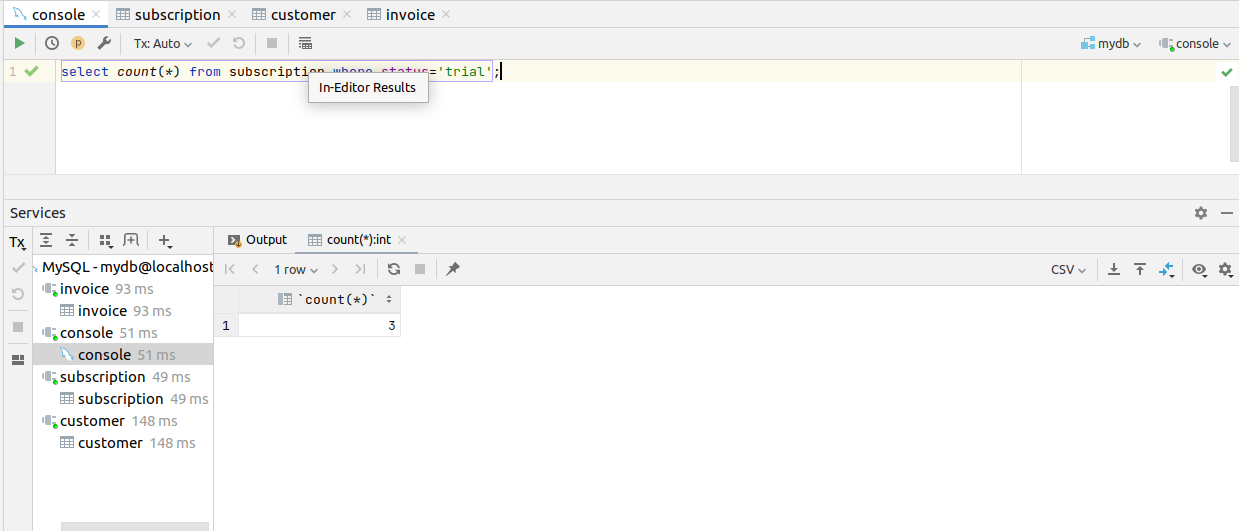 console subscription customer invoice
Tx: Auto mydb console
1 select count(*) from subscription where status='trial';
In-Editor Results
Services
Tx Output count(*):int
MySQL - mydb@localhost 1 row CSV
invoice 93 ms
invoice 93 ms
console 51 ms
console 51 ms
subscription 49 ms
subscription 49 ms
customer 148 ms
customer 148 ms
`count(*)`
1 3